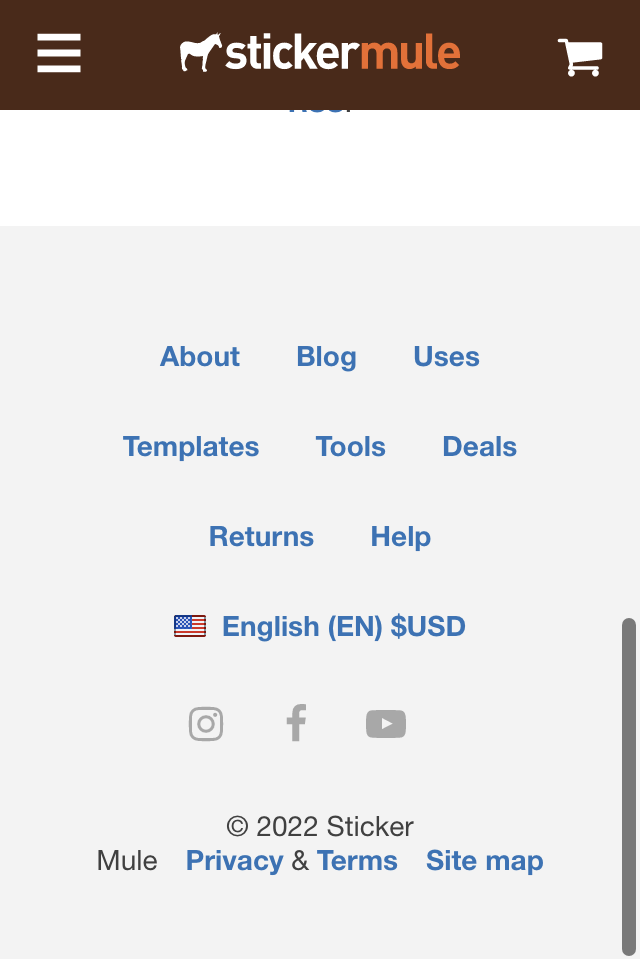 stickermule
About Blog Uses
Templates Tools Deals
Returns Help
English (EN) $USD
© 2022 Sticker
Mule Privacy & Terms Site map